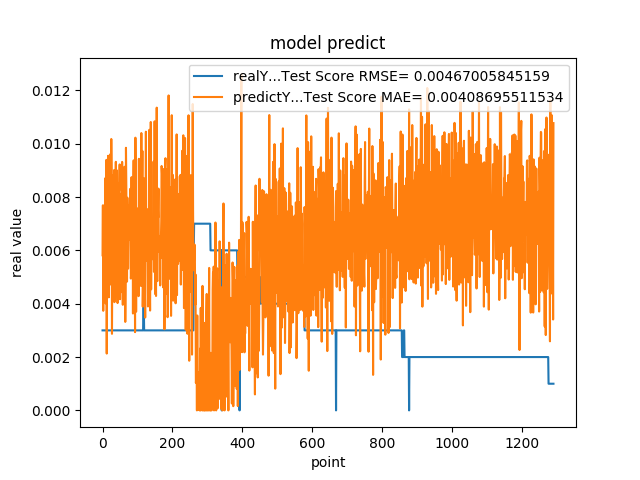 model predict
realY...Test Score RMSE= 0.00467005845159
predictY...Test Score MAE= 0.00408695511534
0.012
0.010
0.008
0.006
0.004
0.002
0.000
real value
0 200 400 600 800 1000 1200
point